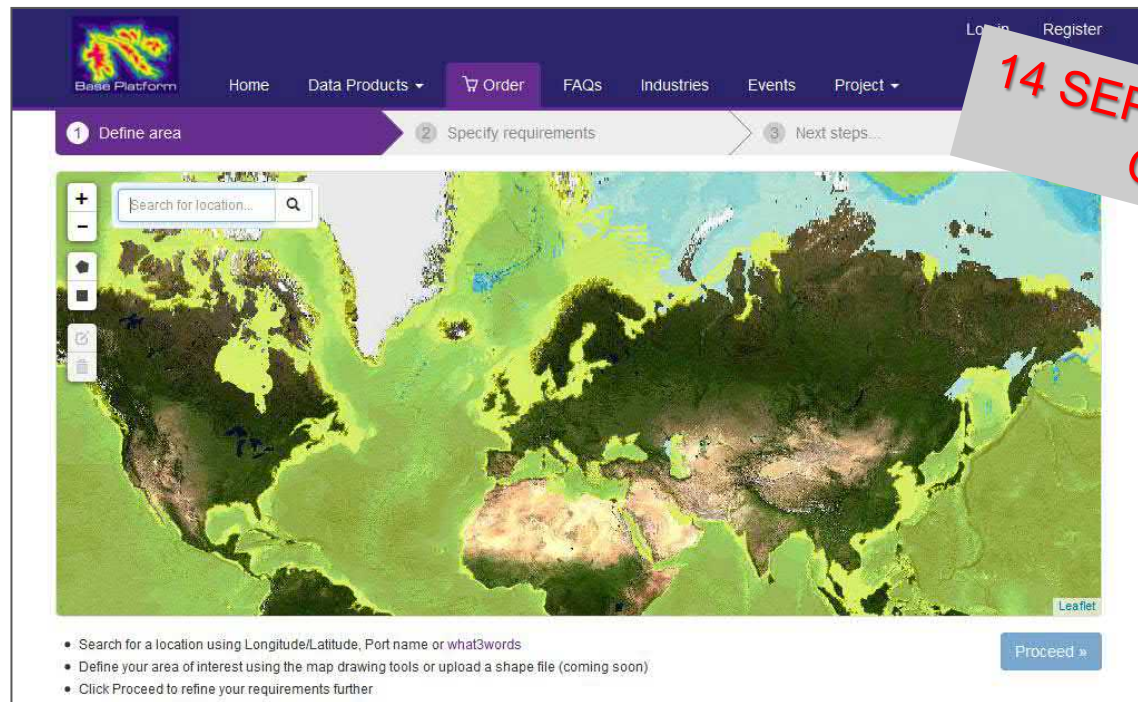 Log in Register
Base Platform
Home Data Products Order FAQs Industries Events Project
14 SEP
1 Define area
2 Specify requirements
3 Next steps...
+
Search for location...
-
Leaflet
Search for a location using Longitude/Latitude, Port name or what3words
Define your area of interest using the map drawing tools or upload a shape file (coming soon)
Click Proceed to refine your requirements further
Proceed »